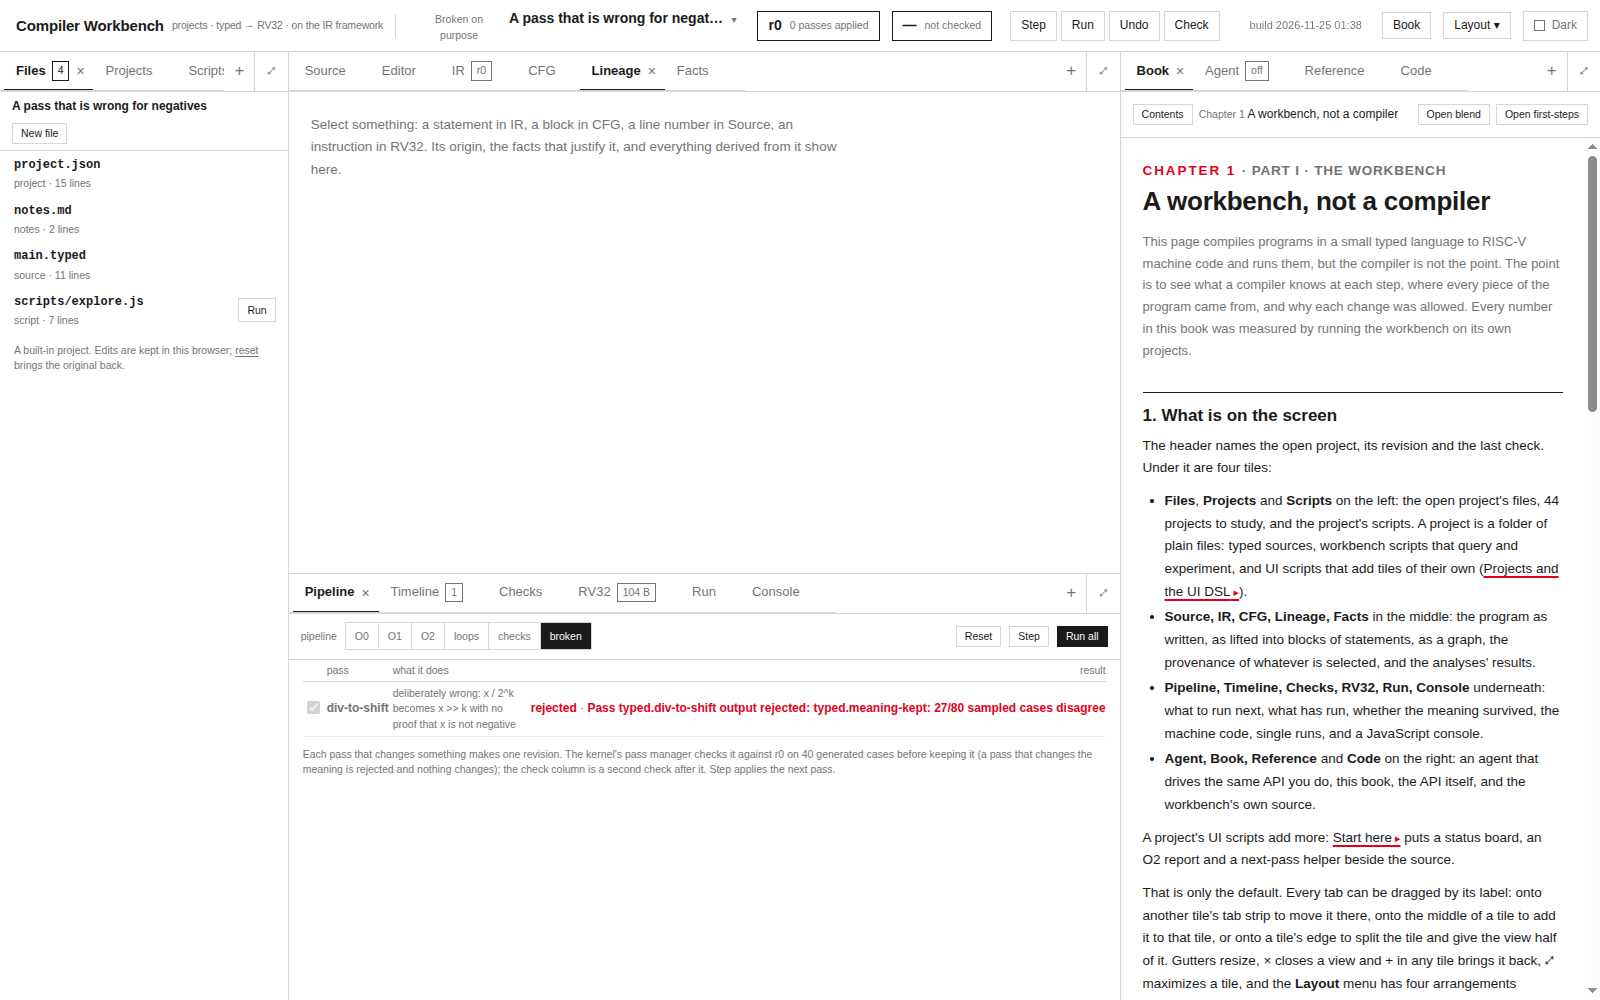 Compiler Workbench projects · typed → RV32 · on the IR framework
Broken on purpose
A pass that is wrong for negat… ▾
r0 0 passes applied
— not checked
Step Run Undo Check
build 2026-11-25 01:38
Book Layout ▾ Dark
Files 4 × Projects Scripts + ⤢
Source Editor IR r0 CFG Lineage × Facts + ⤢
Book × Agent off Reference Code + ⤢
A pass that is wrong for negatives
New file
project.json
project · 15 lines
notes.md
notes · 2 lines
main.typed
source · 11 lines
scripts/explore.js
script · 7 lines
Run
A built-in project. Edits are kept in this browser; reset
brings the original back.
Select something: a statement in IR, a block in CFG, a line number in Source, an
instruction in RV32. Its origin, the facts that justify it, and everything derived from it show
here.
Pipeline × Timeline 1 Checks RV32 104 B Run Console + ⤢
pipeline O0 O1 O2 loops checks broken Reset Step Run all
pass what it does result
div-to-shift
deliberately wrong: x / 2^k
becomes x >> k with no
proof that x is not negative
rejected · Pass typed.div-to-shift output rejected: typed.meaning-kept: 27/80 sampled cases disagree
Each pass that changes something makes one revision. The kernel's pass manager checks it against r0 on 40 generated cases before keeping it (a pass that changes the
meaning is rejected and nothing changes); the check column is a second check after it. Step applies the next pass.
Contents Chapter 1 A workbench, not a compiler Open blend Open first-steps
CHAPTER 1 · PART I · THE WORKBENCH
A workbench, not a compiler
This page compiles programs in a small typed language to RISC-V
machine code and runs them, but the compiler is not the point. The point
is to see what a compiler knows at each step, where every piece of the
program came from, and why each change was allowed. Every number
in this book was measured by running the workbench on its own
projects.
1. What is on the screen
The header names the open project, its revision and the last check.
Under it are four tiles:
• Files, Projects and Scripts on the left: the open project's files, 44
projects to study, and the project's scripts. A project is a folder of
plain files: typed sources, workbench scripts that query and
experiment, and UI scripts that add tiles of their own (Projects and
the UI DSL ▸).
• Source, IR, CFG, Lineage, Facts in the middle: the program as
written, as lifted into blocks of statements, as a graph, the
provenance of whatever is selected, and the analyses' results.
• Pipeline, Timeline, Checks, RV32, Run, Console underneath:
what to run next, what has run, whether the meaning survived, the
machine code, single runs, and a JavaScript console.
• Agent, Book, Reference and Code on the right: an agent that
drives the same API you do, this book, the API itself, and the
workbench's own source.
A project's UI scripts add more: Start here ▸ puts a status board, an
O2 report and a next-pass helper beside the source.
That is only the default. Every tab can be dragged by its label: onto
another tile's tab strip to move it there, onto the middle of a tile to add
it to that tile, or onto a tile's edge to split the tile and give the view half
of it. Gutters resize, × closes a view and + in any tile brings it back, ⤢
maximizes a tile, and the Layout menu has four arrangements